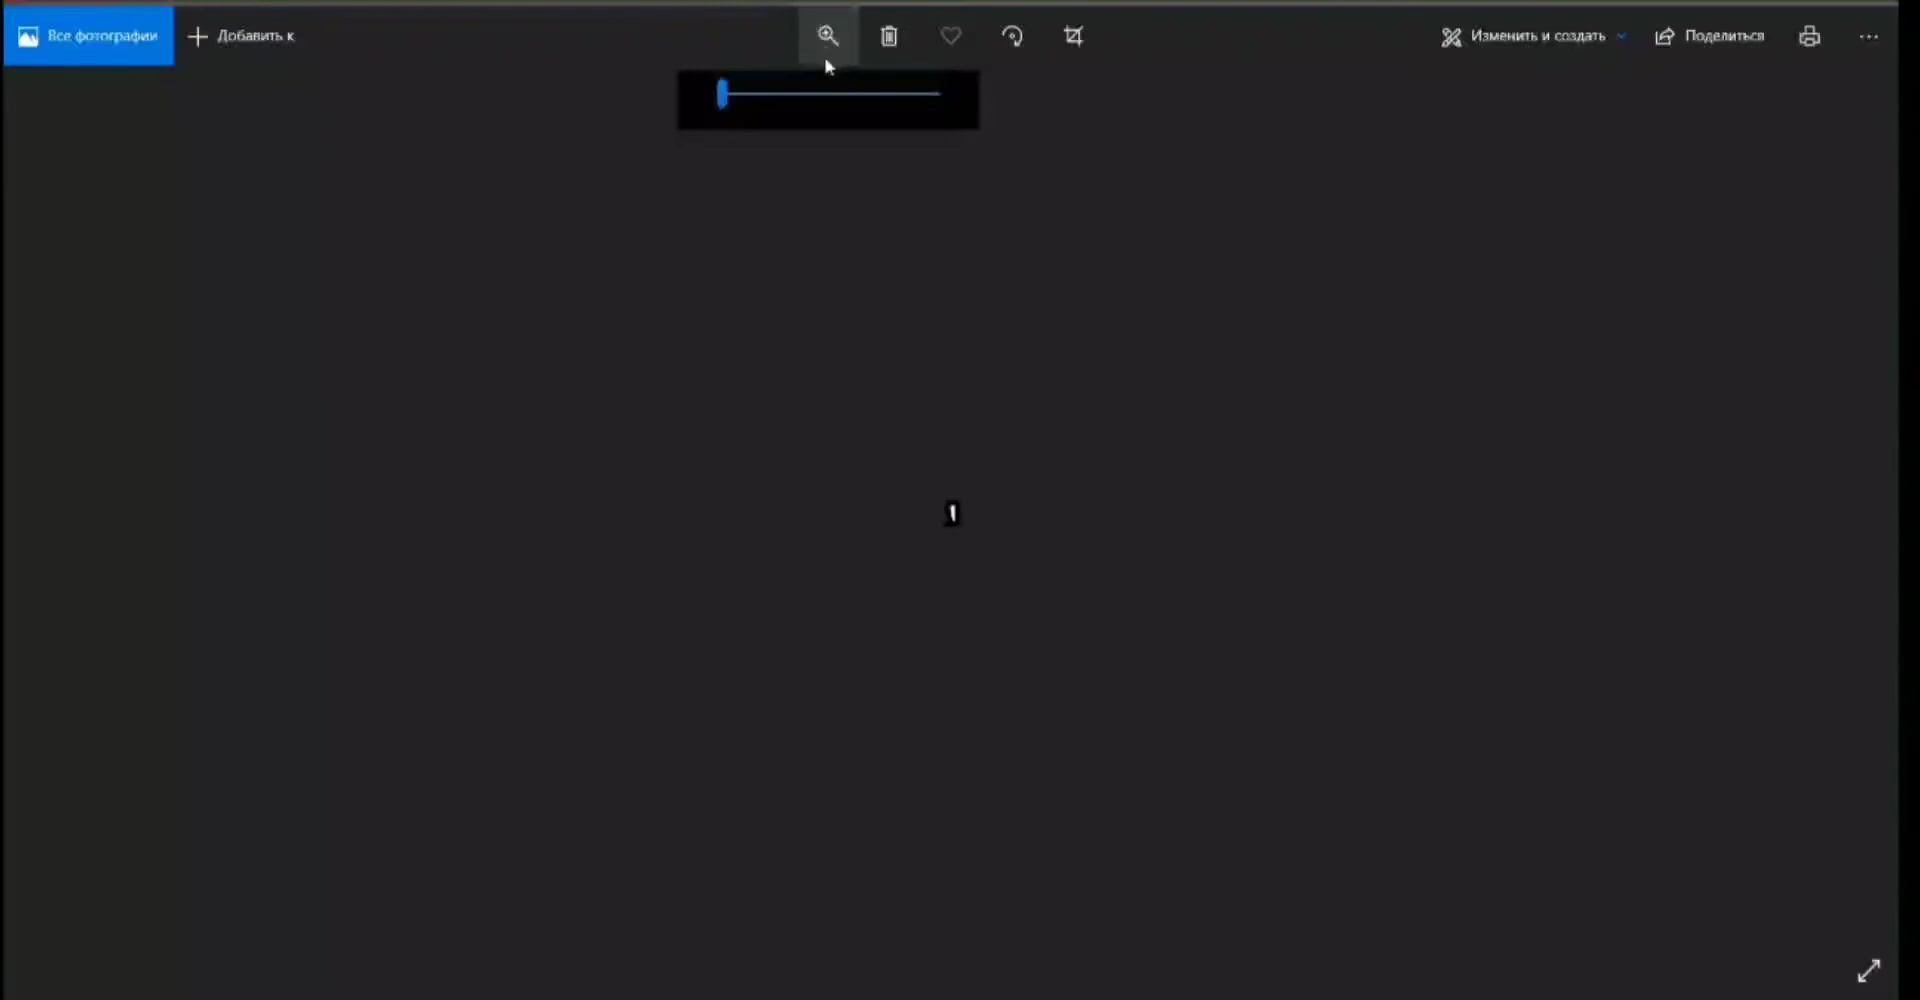 Все фотографии
Добавить к
Изменить и создать
Поделиться